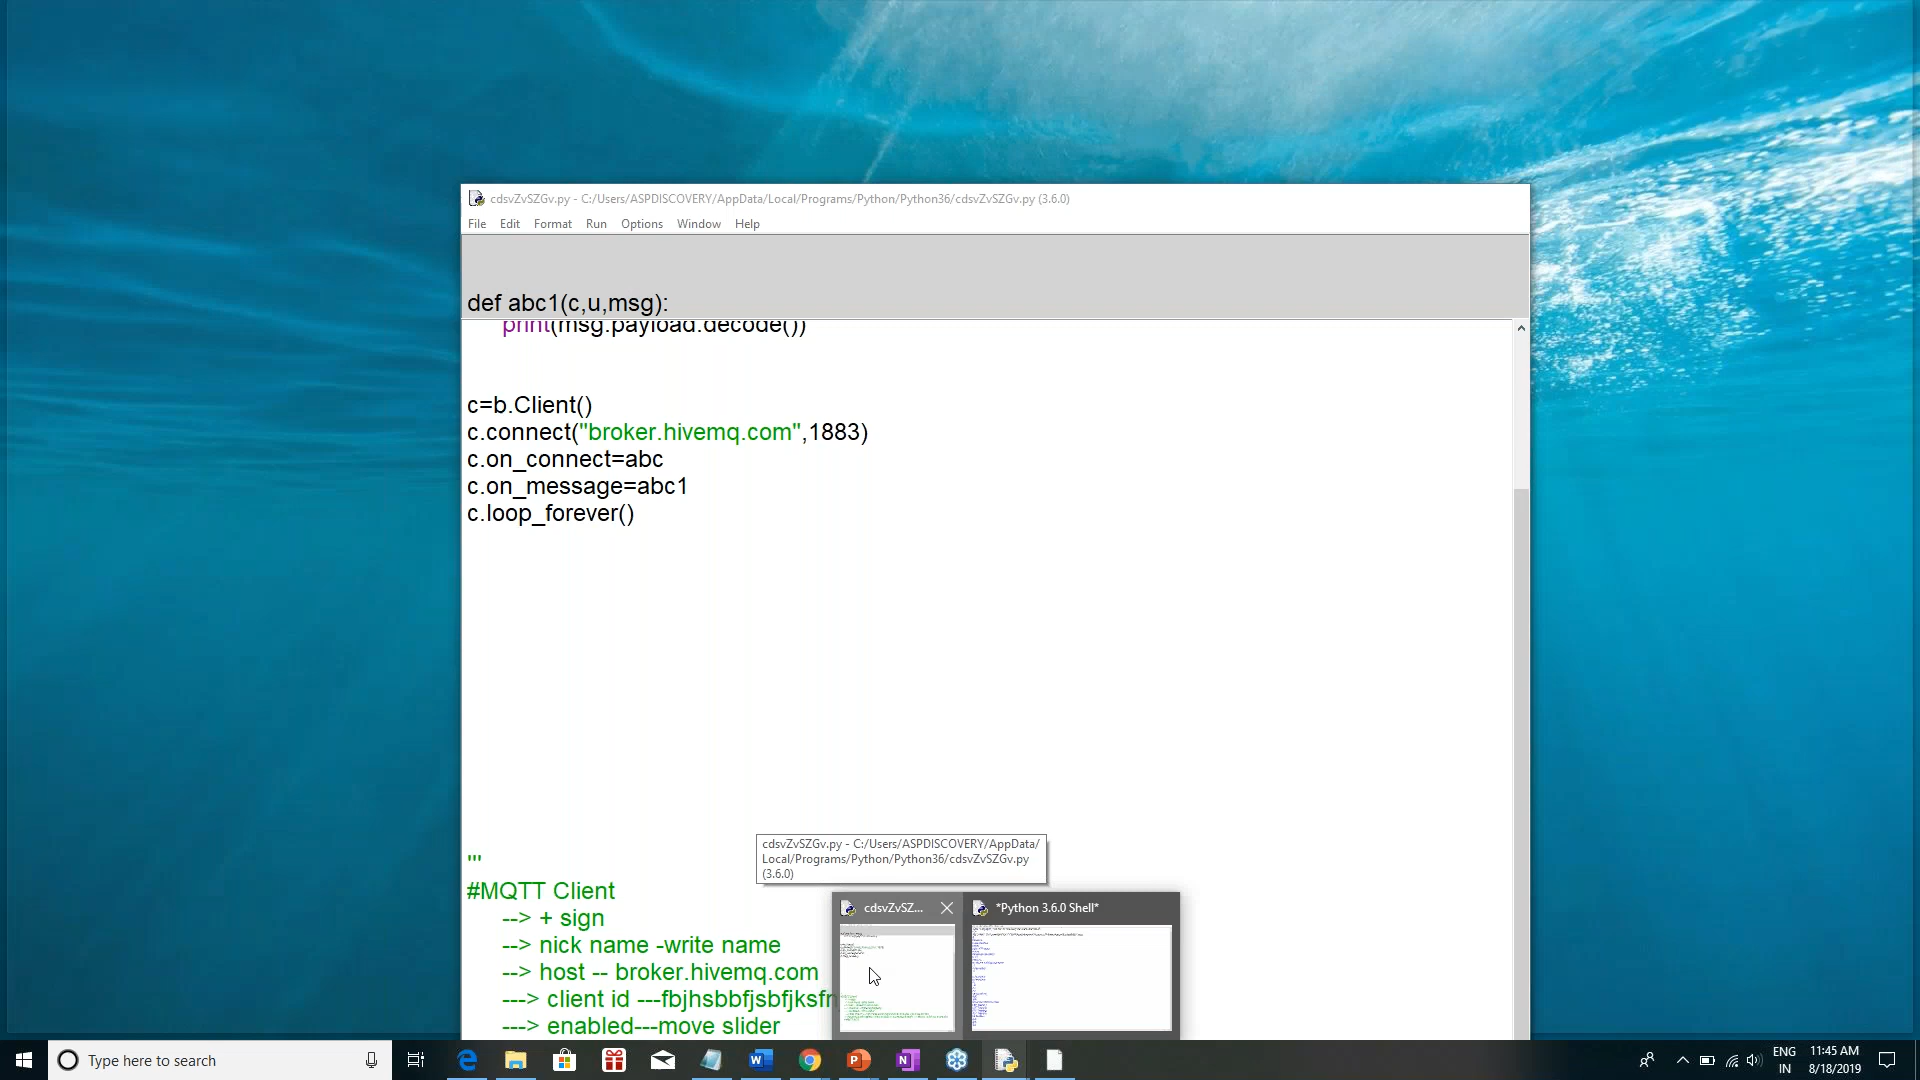 cdsvZvSZGv.py - C:/Users/ASPDISCOVERY/AppData/Local/Programs/Python/Python36/cdsvZvSZGv.py (3.6.0)
File Edit Format Run Options Window Help
def abc1(c,u,msg):
print(msg.payload.decode())
c=b.Client()
c.connect("broker.hivemq.com",1883)
c.on_connect=abc
c.on_message=abc1
c.loop_forever()
'''
#MQTT Client
--> + sign
--> nick name -write name
--> host -- broker.hivemq.com
---> client id ---fbjhsbbfjsbfjksfn
---> enabled---move slider
cdsvZvSZGv.py - C:/Users/ASPDISCOVERY/AppData/
Local/Programs/Python/Python36/cdsvZvSZGv.py
(3.6.0)
cdsvZvSZ...
*Python 3.6.0 Shell*
Type here to search
ENG
IN
11:45 AM
8/18/2019